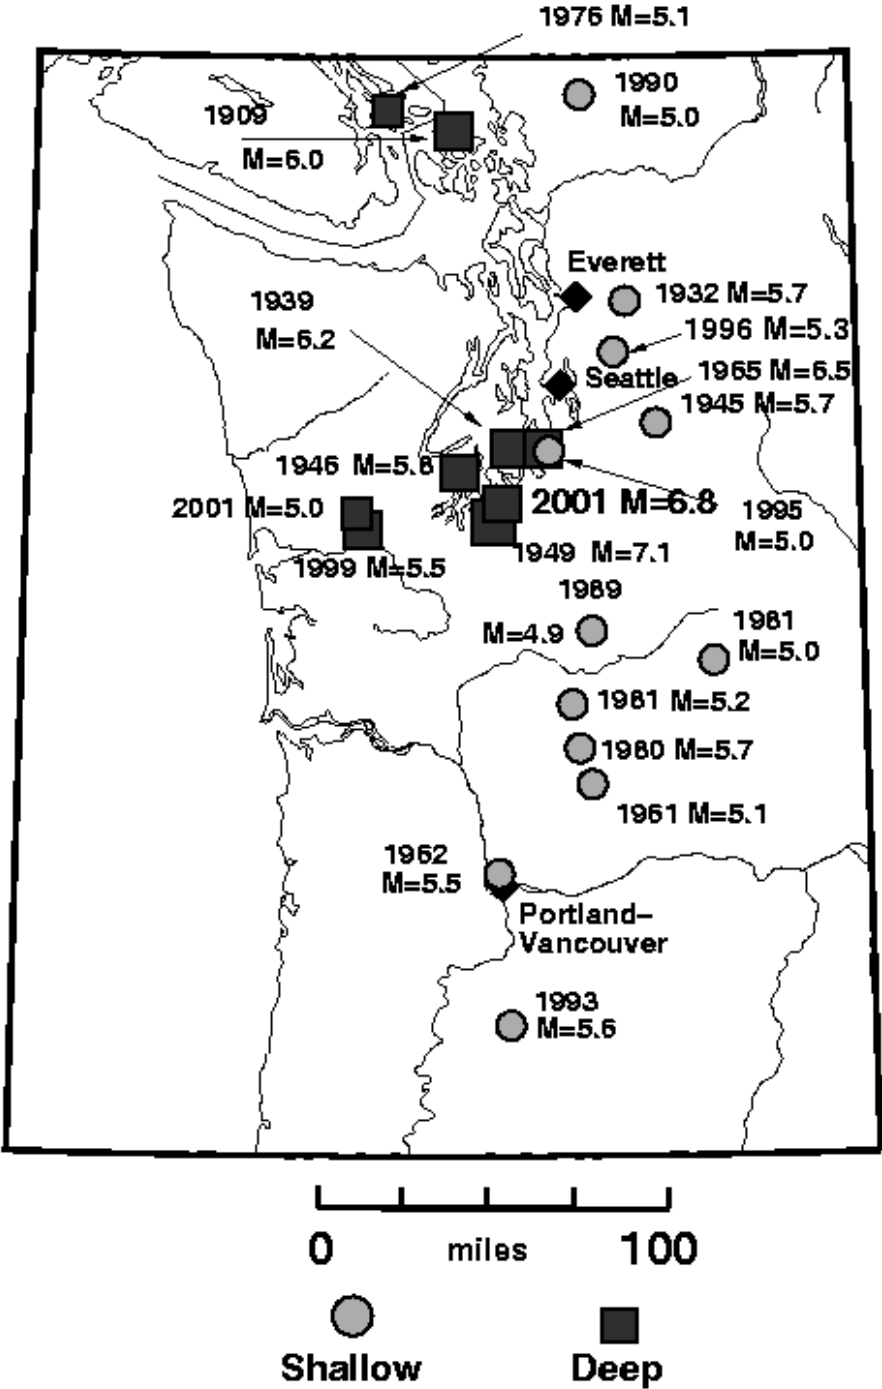 1976 M=5.1
1990
M=5.0
1909
M=6.0
Everett
1932 M=5.7
1939
M=6.2
1996 M=5.3
1965 M=6.5
Seattle
1945 M=5.7
1946 M=5.8
2001 M=5.0
2001 M=6.8
1995
M=5.0
1949 M=7.1
1999 M=5.5
1989
M=4.9
1981
M=5.0
1981 M=5.2
1980 M=5.7
1961 M=5.1
1962
M=5.5
Portland–
Vancouver
1993
M=5.6
0 miles 100
Shallow Deep